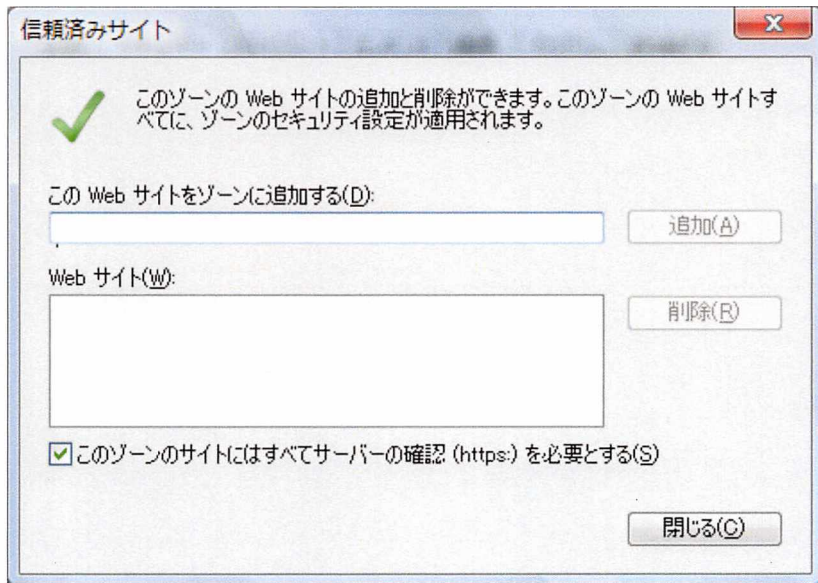 信頼済みサイト
このゾーンの Web サイトの追加と削除ができます。このゾーンの Web サイトす
べてに、ゾーンのセキュリティ設定が適用されます。
この Web サイトをゾーンに追加する(D):
追加(A)
Web サイト(W):
削除(R)
このゾーンのサイトにはすべてサーバーの確認 (https:) を必要とする(S)
閉じる(C)